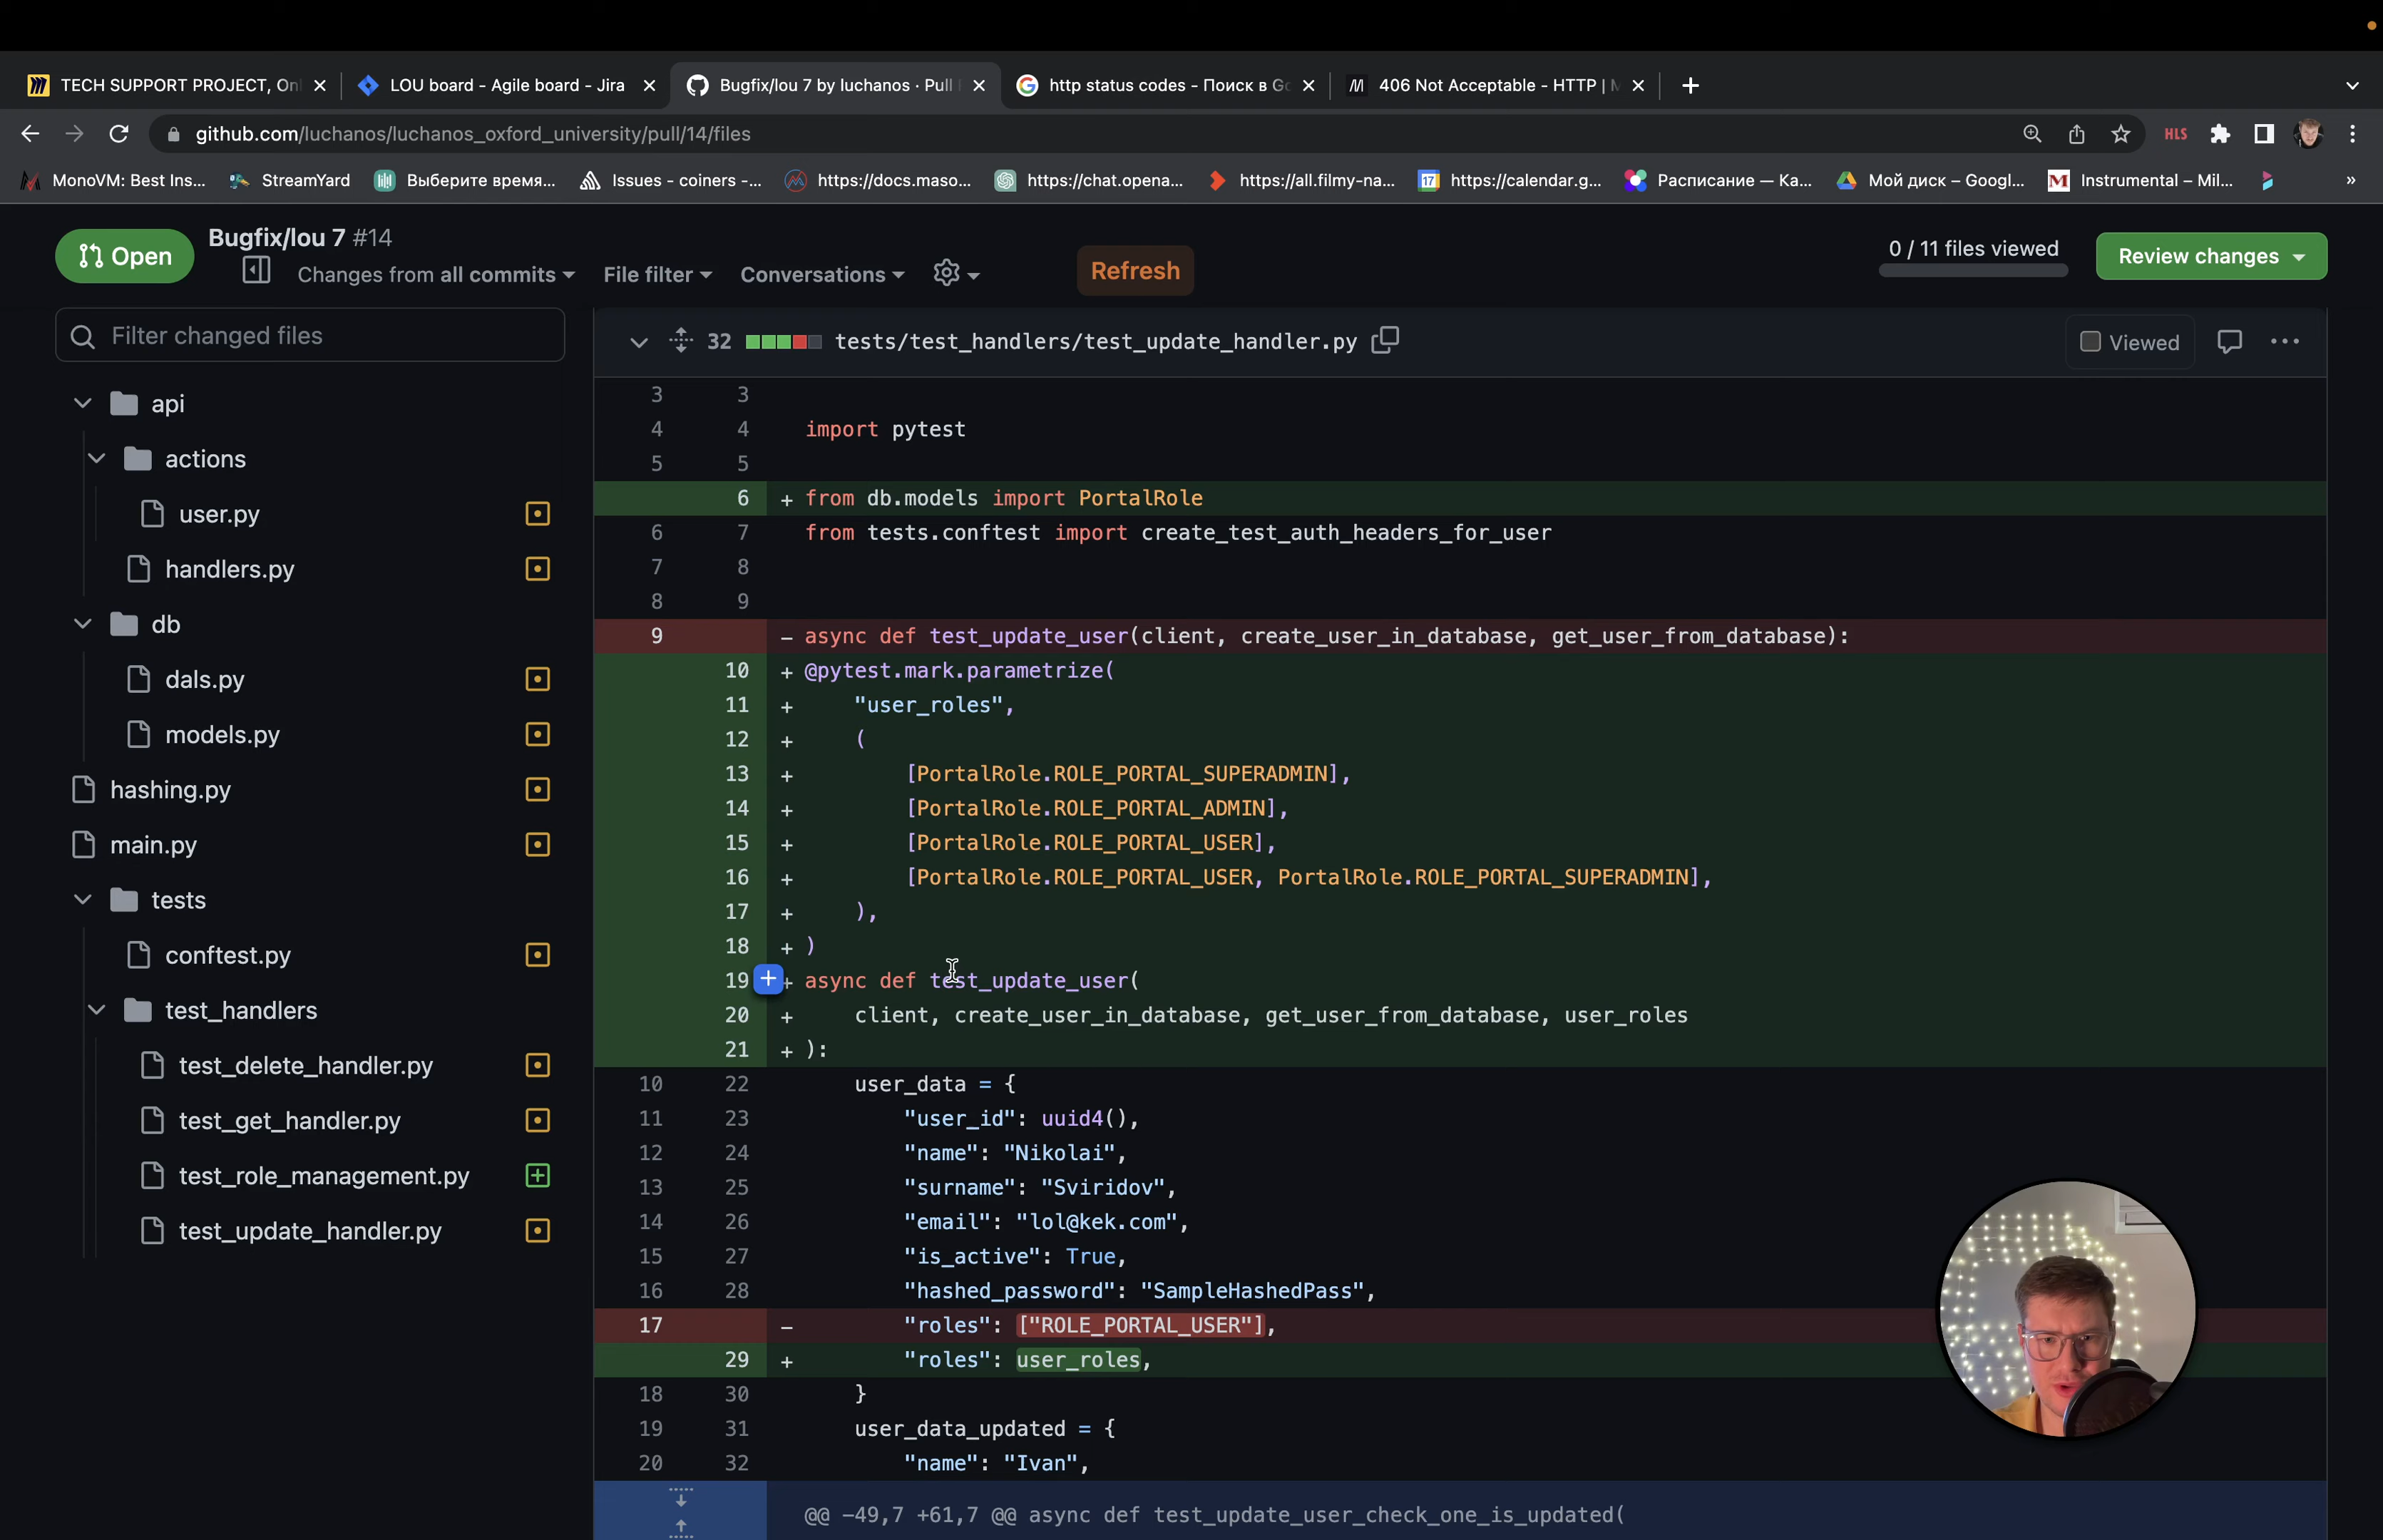 TECH SUPPORT PROJECT, Onl
LOU board - Agile board - Jira
Bugfix/lou 7 by luchanos · Pull
http status codes - Поиск в Go
406 Not Acceptable - HTTP | M
github.com/luchanos/luchanos_oxford_university/pull/14/files
HLS
MonoVM: Best Ins...
StreamYard
Выберите время...
Issues - coiners -...
https://docs.maso...
https://chat.opena...
https://all.filmy-na...
17
https://calendar.g...
Расписание — Ка...
Мой диск – Googl...
Instrumental – Mil...
»
Open
Bugfix/lou 7 #14
Changes from all commits
File filter
Conversations
Refresh
0 / 11 files viewed
Review changes
Filter changed files
api
actions
user.py
handlers.py
db
dals.py
models.py
hashing.py
main.py
tests
conftest.py
test_handlers
test_delete_handler.py
test_get_handler.py
test_role_management.py
test_update_handler.py
32 tests/test_handlers/test_update_handler.py
Viewed
3 3
4 4 import pytest
5 5
6 + from db.models import PortalRole
6 7 from tests.conftest import create_test_auth_headers_for_user
7 8
8 9
9 - async def test_update_user(client, create_user_in_database, get_user_from_database):
10 + @pytest.mark.parametrize(
11 + "user_roles",
12 + (
13 + [PortalRole.ROLE_PORTAL_SUPERADMIN],
14 + [PortalRole.ROLE_PORTAL_ADMIN],
15 + [PortalRole.ROLE_PORTAL_USER],
16 + [PortalRole.ROLE_PORTAL_USER, PortalRole.ROLE_PORTAL_SUPERADMIN],
17 + ),
18 + )
19 + async def test_update_user(
20 + client, create_user_in_database, get_user_from_database, user_roles
21 + ):
10 22 user_data = {
11 23 "user_id": uuid4(),
12 24 "name": "Nikolai",
13 25 "surname": "Sviridov",
14 26 "email": "lol@kek.com",
15 27 "is_active": True,
16 28 "hashed_password": "SampleHashedPass",
17 - "roles": ["ROLE_PORTAL_USER"],
29 + "roles": user_roles,
18 30 }
19 31 user_data_updated = {
20 32 "name": "Ivan",
@@ -49,7 +61,7 @@ async def test_update_user_check_one_is_updated(